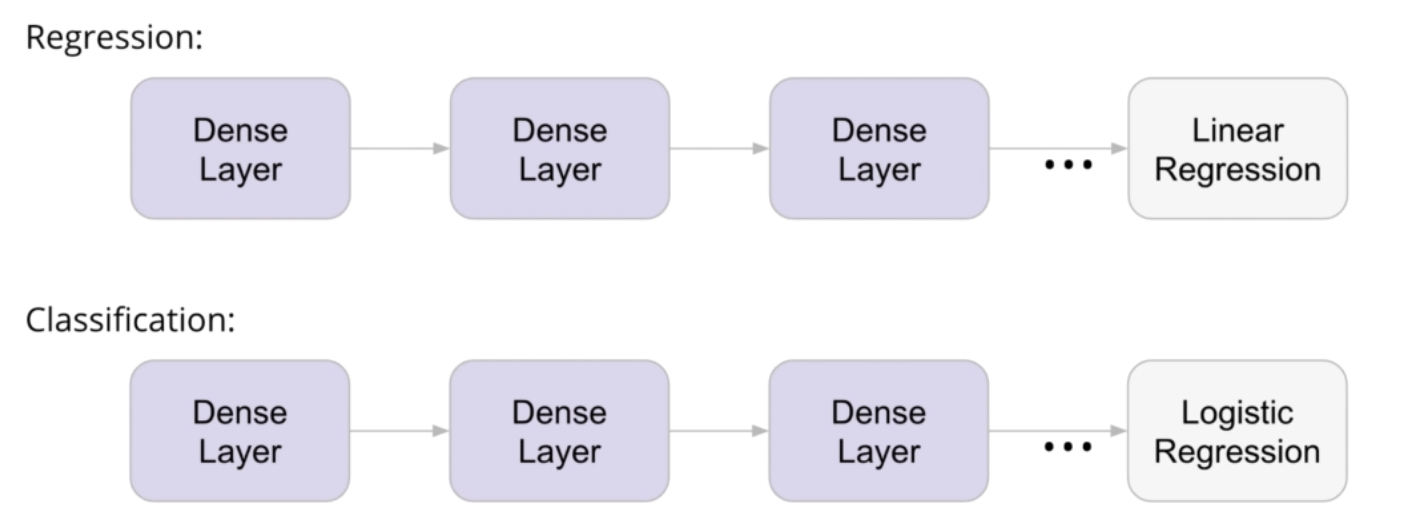 Regression:
Dense
Layer
Dense
Layer
Dense
Layer
...
Linear
Regression
Classification:
Dense
Layer
Dense
Layer
Dense
Layer
...
Logistic
Regression